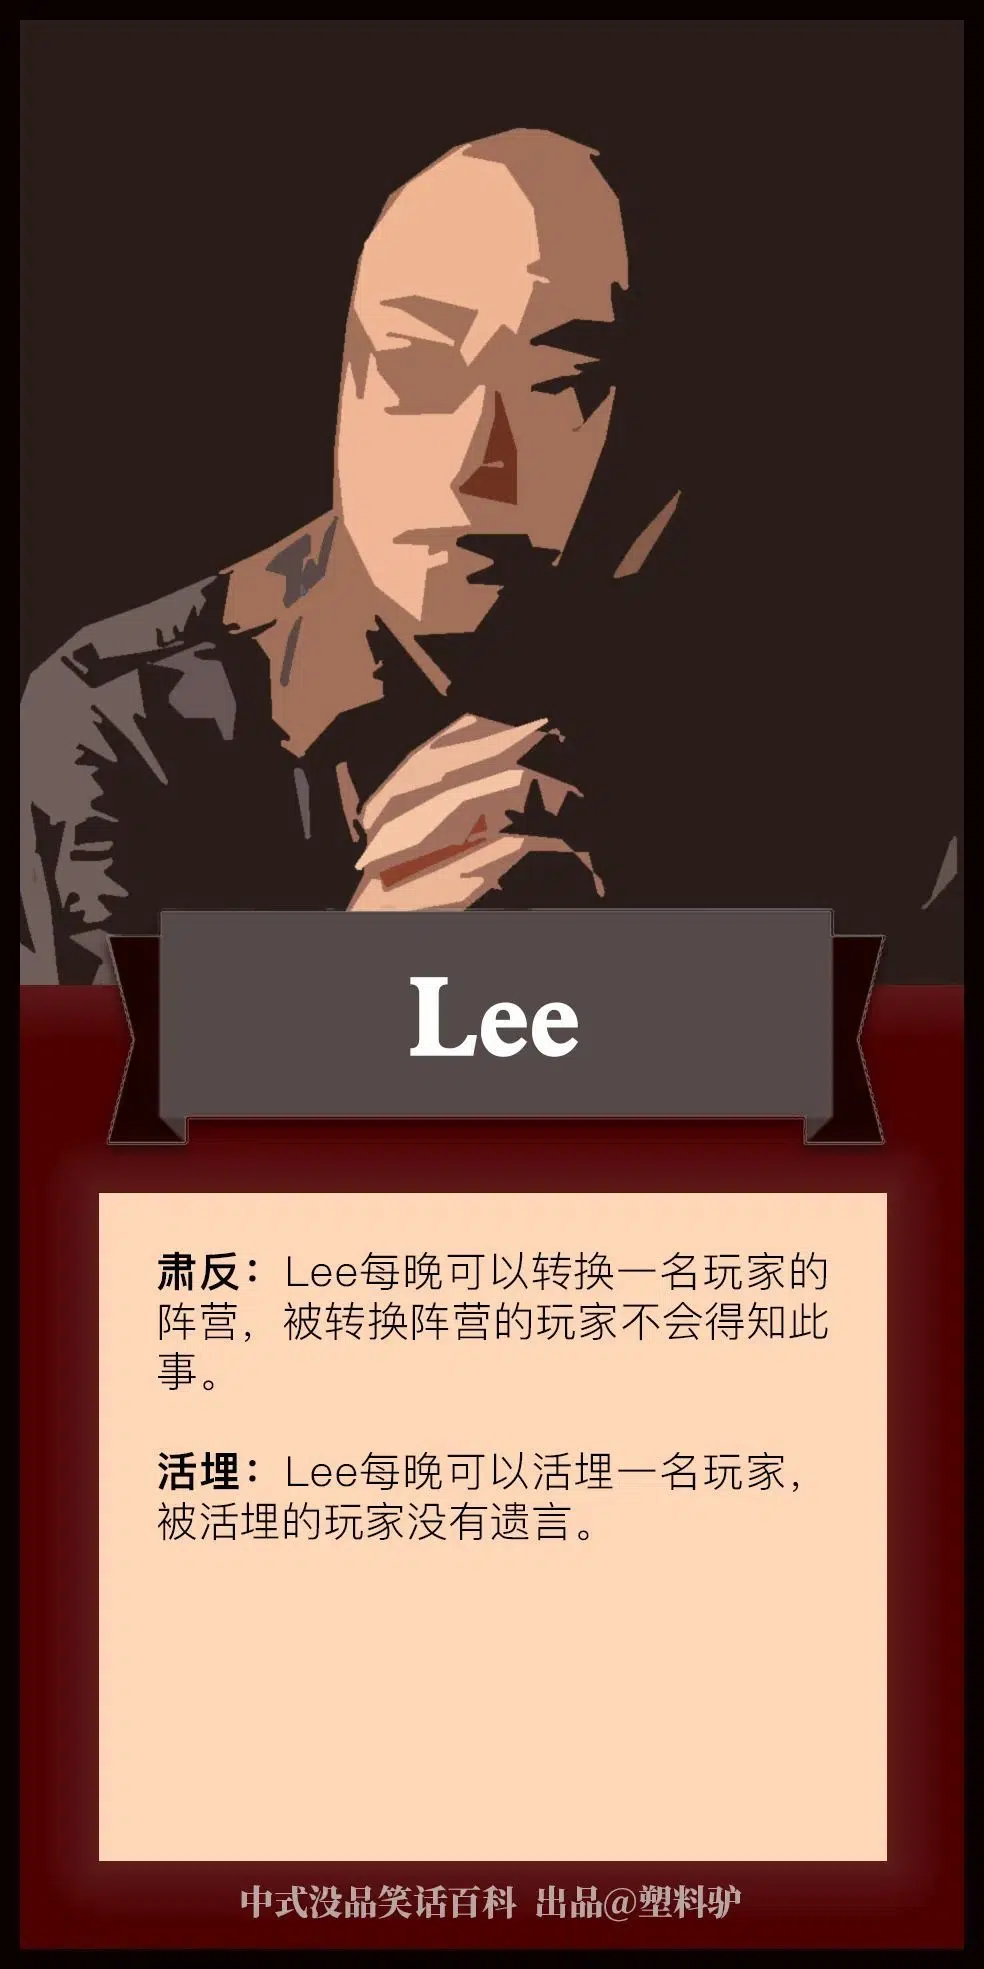 Lee
肃反：Lee每晚可以转换一名玩家的
阵营，被转换阵营的玩家不会得知此
事。
活埋：Lee每晚可以活埋一名玩家，
被活埋的玩家没有遗言。
中式没品笑话百科 出品@塑料驴